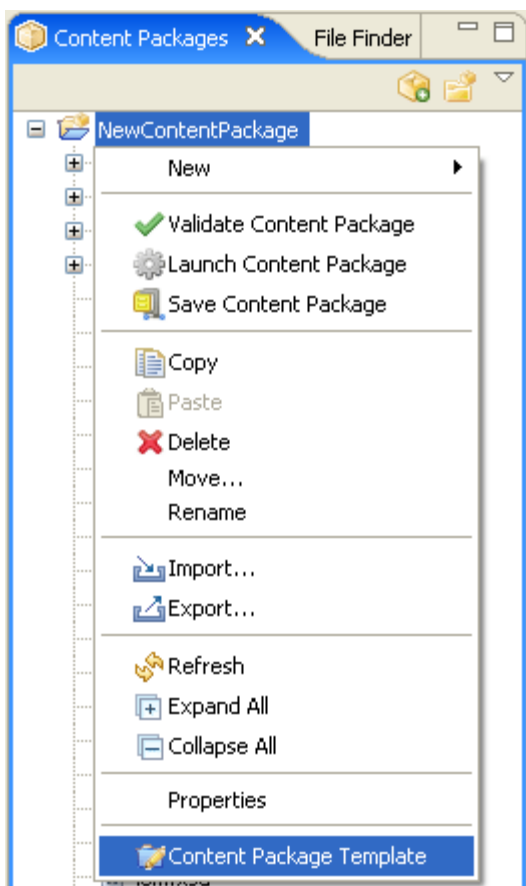 Content Packages
File Finder
NewContentPackage
New
Validate Content Package
Launch Content Package
Save Content Package
Copy
Paste
Delete
Move...
Rename
Import...
Export...
Refresh
Expand All
Collapse All
Properties
Content Package Template